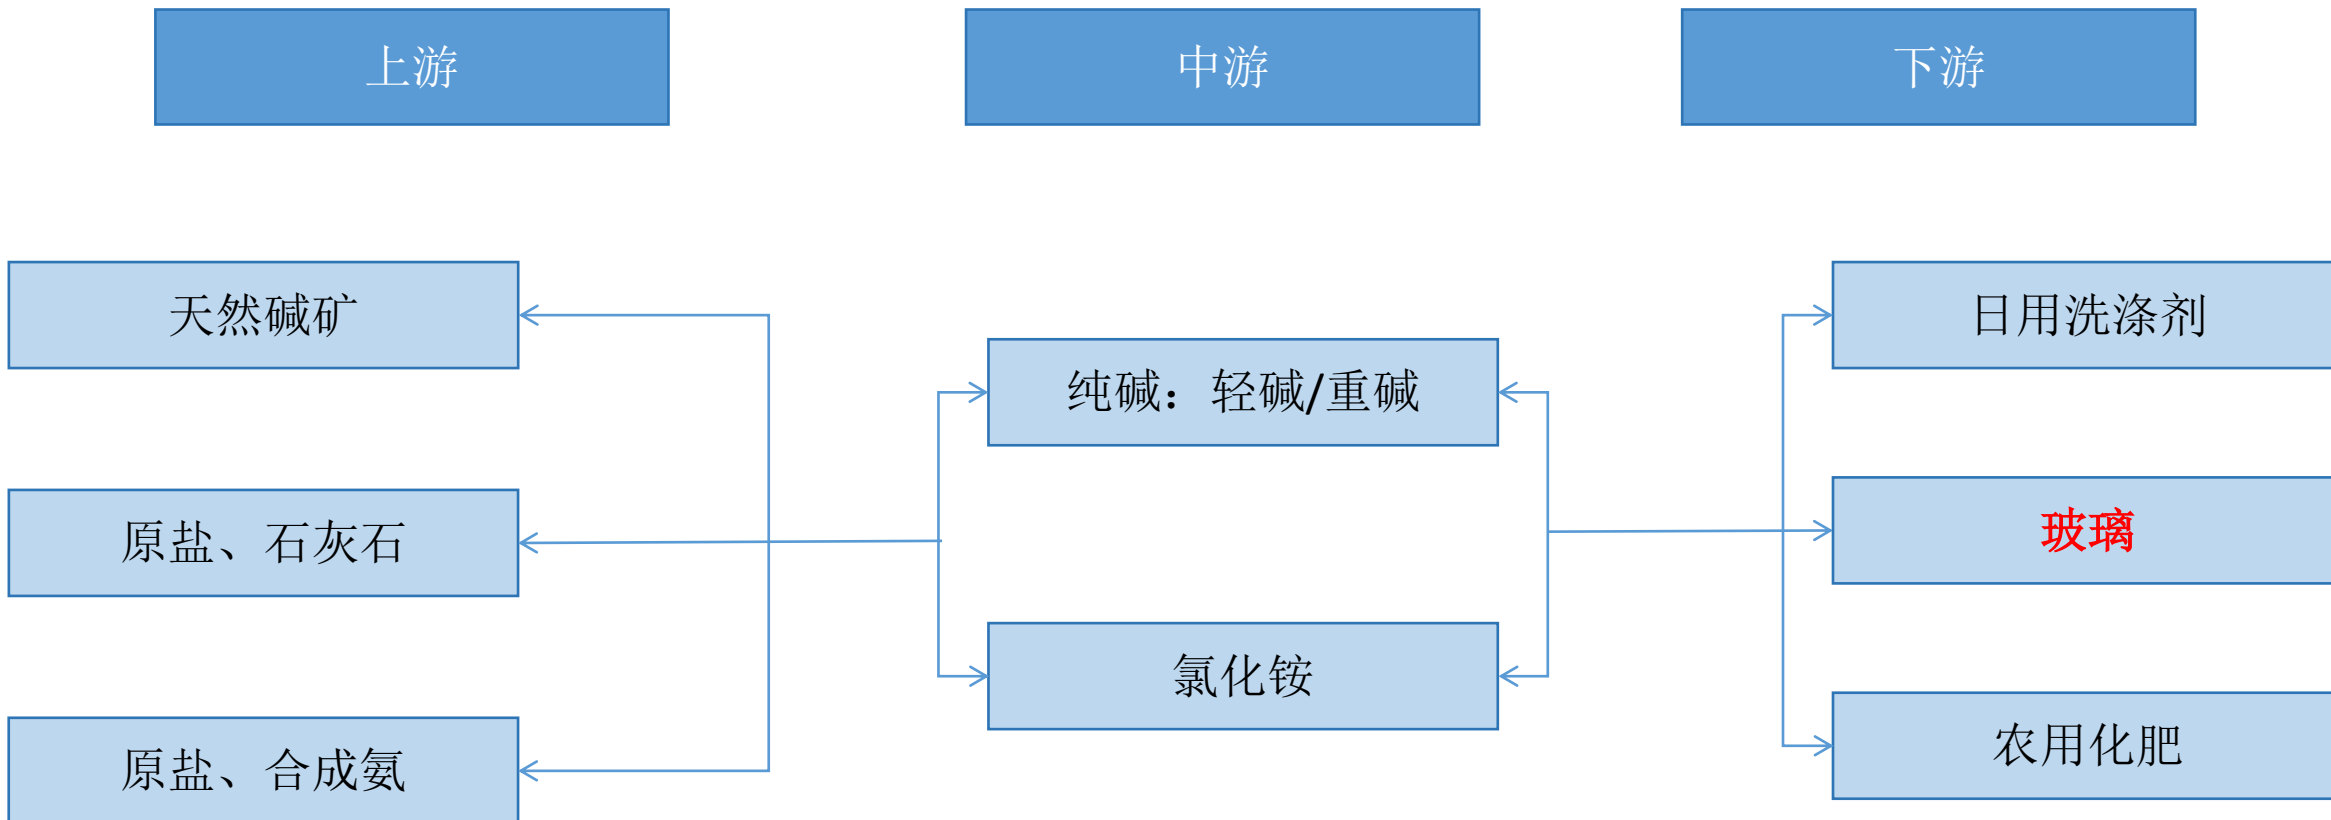 上游
中游
下游
天然碱矿
日用洗涤剂
纯碱：轻碱/重碱
原盐、石灰石
玻璃
氯化铵
原盐、合成氨
农用化肥